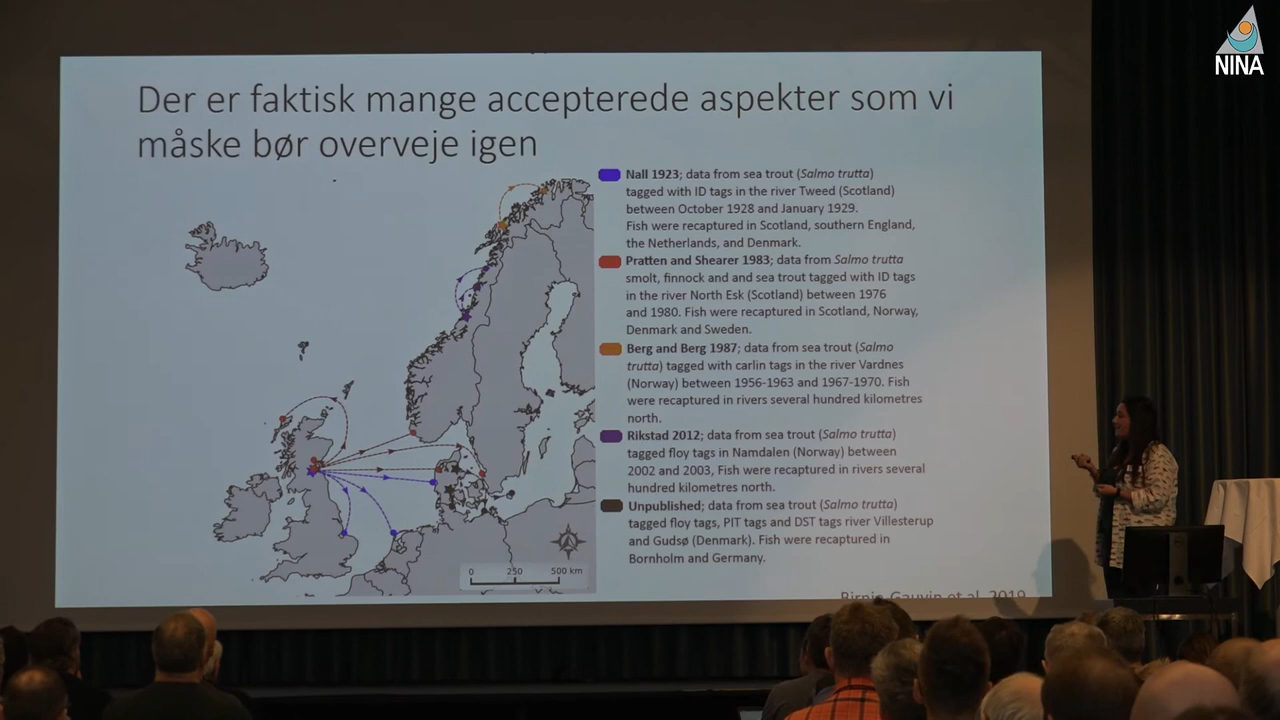 NINA
Der er faktisk mange accepterede aspekter som vi
måske bør overveje igen
Nall 1923; data from sea trout (Salmo trutta)
tagged with ID tags in the river Tweed (Scotland)
between October 1928 and January 1929.
Fish were recaptured in Scotland, southern England,
the Netherlands, and Denmark.
Pratten and Shearer 1983; data from Salmo trutta
smolt, finnock and and sea trout tagged with ID tags
in the river North Esk (Scotland) between 1976
and 1980. Fish were recaptured in Scotland, Norway,
Denmark and Sweden.
Berg and Berg 1987; data from sea trout (Salmo
trutta) tagged with carlin tags in the river Vardnes
(Norway) between 1956-1963 and 1967-1970. Fish
were recaptured in rivers several hundred kilometres
north.
Rikstad 2012; data from sea trout (Salmo trutta)
tagged floy tags in Namdalen (Norway) between
2002 and 2003, Fish were recaptured in rivers several
hundred kilometres north.
Unpublished; data from sea trout (Salmo trutta)
tagged floy tags, PIT tags and DST tags river Villesterup
and Gudsø (Denmark). Fish were recaptured in
Bornholm and Germany.
0 250 500 km
Birnie-Gauvin et al. 2019